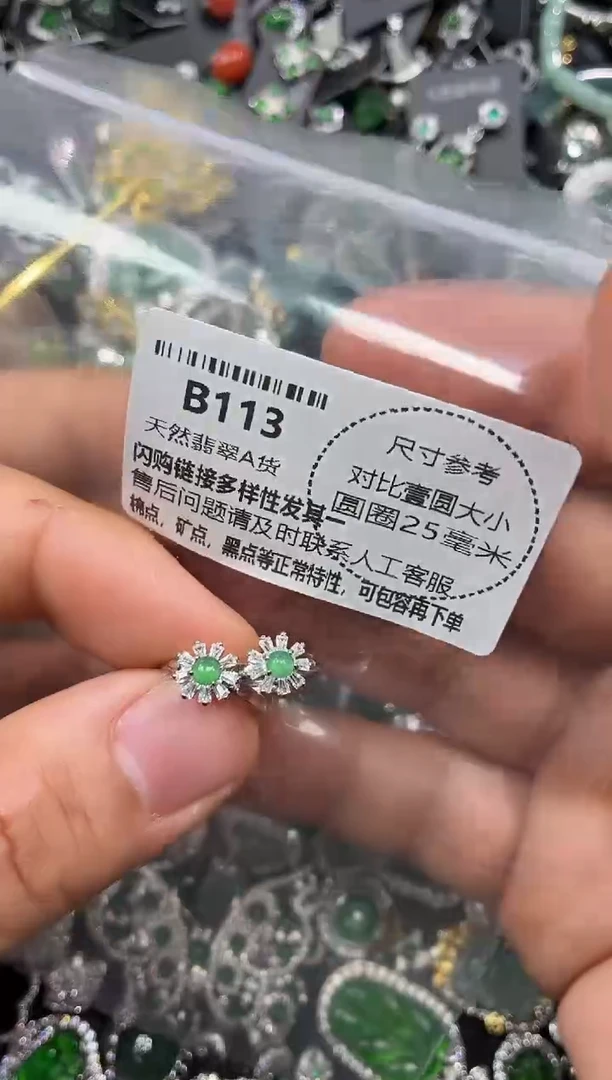 B113
天然翡翠A货
闪购链接多样性发其一
售后问题请及时联系人工客服
棉点，矿点，黑点等正常特性，可包容再下单
尺寸参考
对比壹圆大小
圆圈25毫米